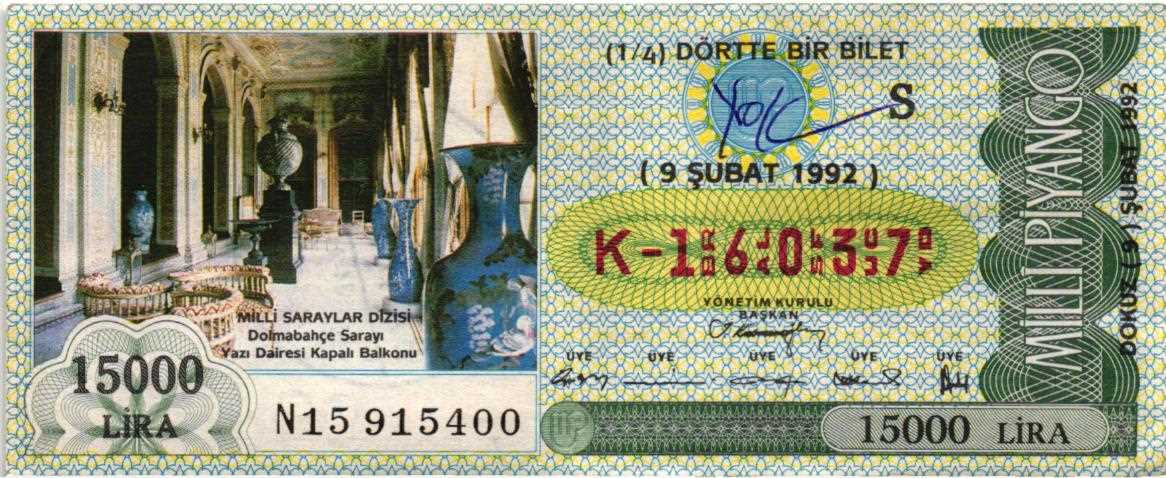 MİLLİ SARAYLAR DİZİSİ
Dolmabahçe Sarayı
Yazı Dairesi Kapalı Balkonu
15000
LİRA
N15 915400
(1/4) DÖRTTE BİR BİLET
S
( 9 ŞUBAT 1992 )
K-16037
YÖNETİM KURULU
BAŞKAN
ÜYE ÜYE ÜYE ÜYE ÜYE
15000 LİRA
MİLLİ PİYANGO
DOKUZ ( 9 ) ŞUBAT 1992